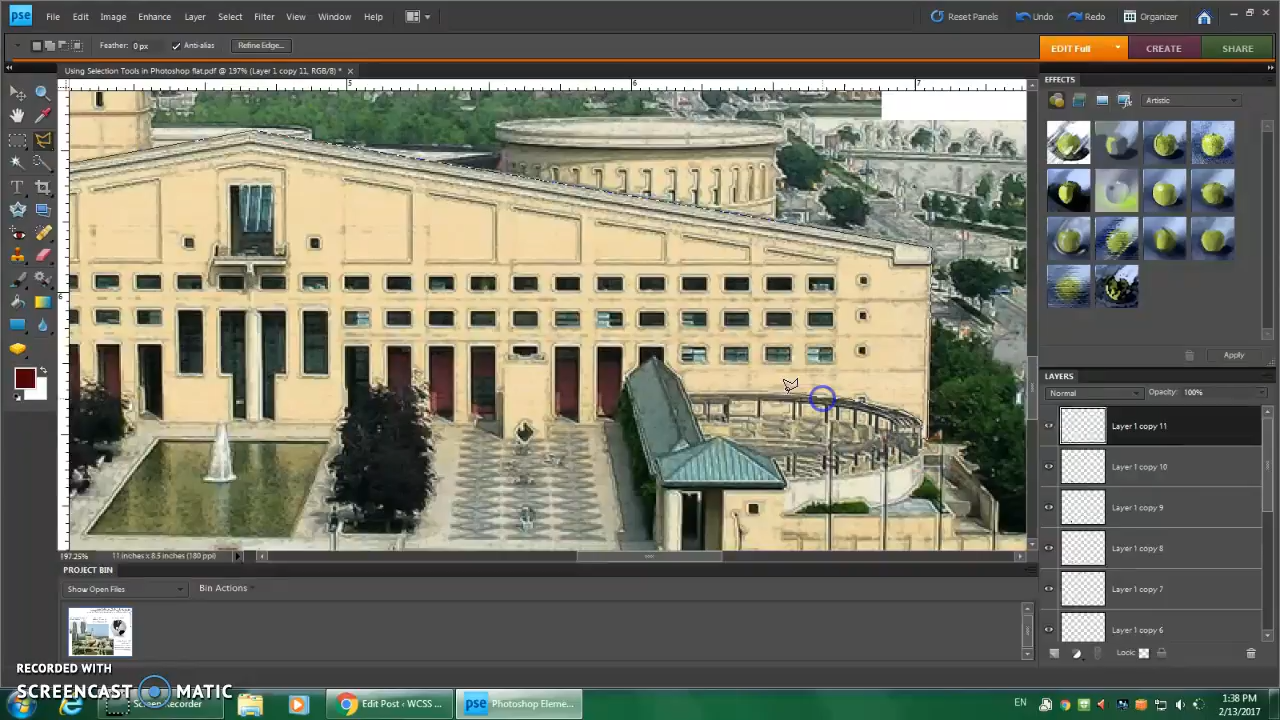 pse File Edit Image Enhance Layer Select Filter View Window Help Reset Panels Undo Redo Organizer
Feather: 0 px Anti-alias Refine Edge... EDIT Full CREATE SHARE
Using Selection Tools in Photoshop flat.pdf @ 197% (Layer 1 copy 11, RGB/8) *
EFFECTS
5 6 7
Artistic
6
Apply
LAYERS
Normal Opacity: 100%
Layer 1 copy 11
Layer 1 copy 10
Layer 1 copy 9
Layer 1 copy 8
Layer 1 copy 7
Layer 1 copy 6
Lock:
197.25% 11 inches x 8.5 inches (180 ppi)
PROJECT BIN
Show Open Files Bin Actions
RECORDED WITH
SCREENCAST MATIC
Screen Recorder Edit Post ‹ WCSS ... pse Photoshop Eleme... EN 1:38 PM
2/13/2017